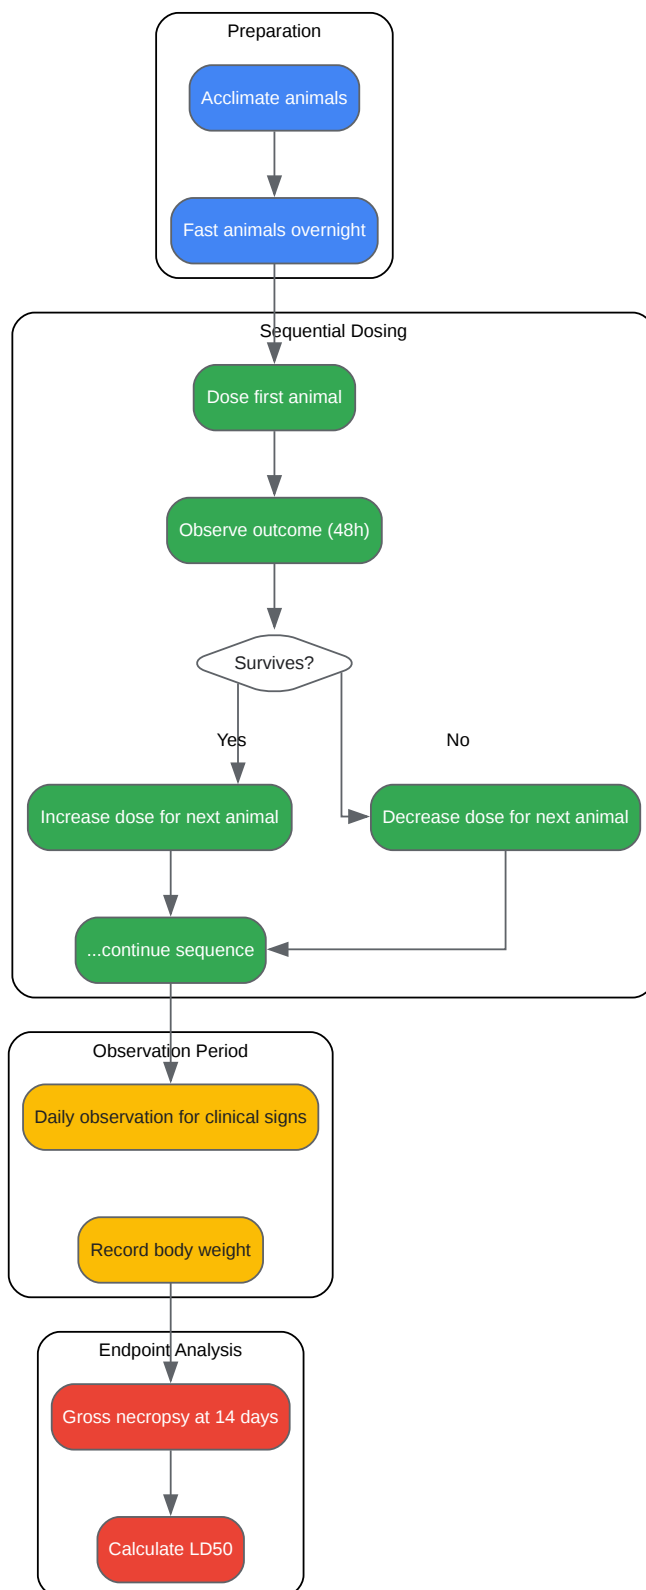 Preparation
Acclimate animals
Fast animals overnight
Sequential Dosing
Dose first animal
Observe outcome (48h)
Survives?
Yes
No
Increase dose for next animal
Decrease dose for next animal
...continue sequence
Observation Period
Daily observation for clinical signs
Record body weight
Endpoint Analysis
Gross necropsy at 14 days
Calculate LD50